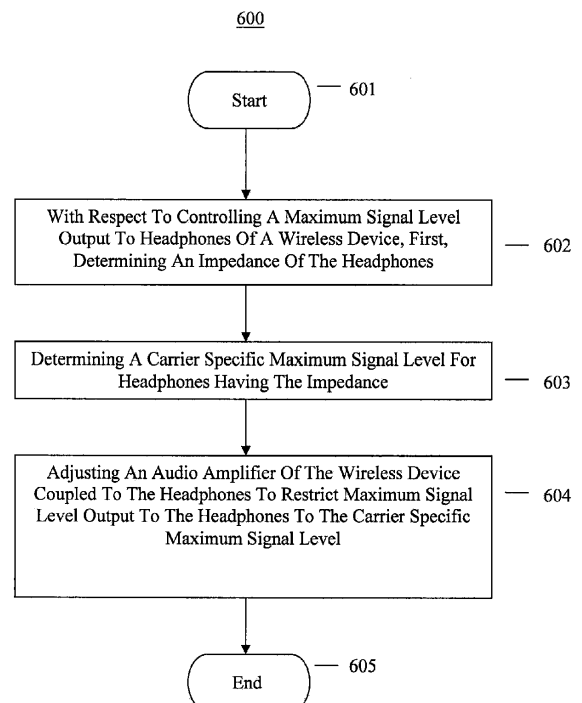 600
Start
601
With Respect To Controlling A Maximum Signal Level
Output To Headphones Of A Wireless Device, First,
Determining An Impedance Of The Headphones
602
Determining A Carrier Specific Maximum Signal Level For
Headphones Having The Impedance
603
Adjusting An Audio Amplifier Of The Wireless Device
Coupled To The Headphones To Restrict Maximum Signal
Level Output To The Headphones To The Carrier Specific
Maximum Signal Level
604
End
605